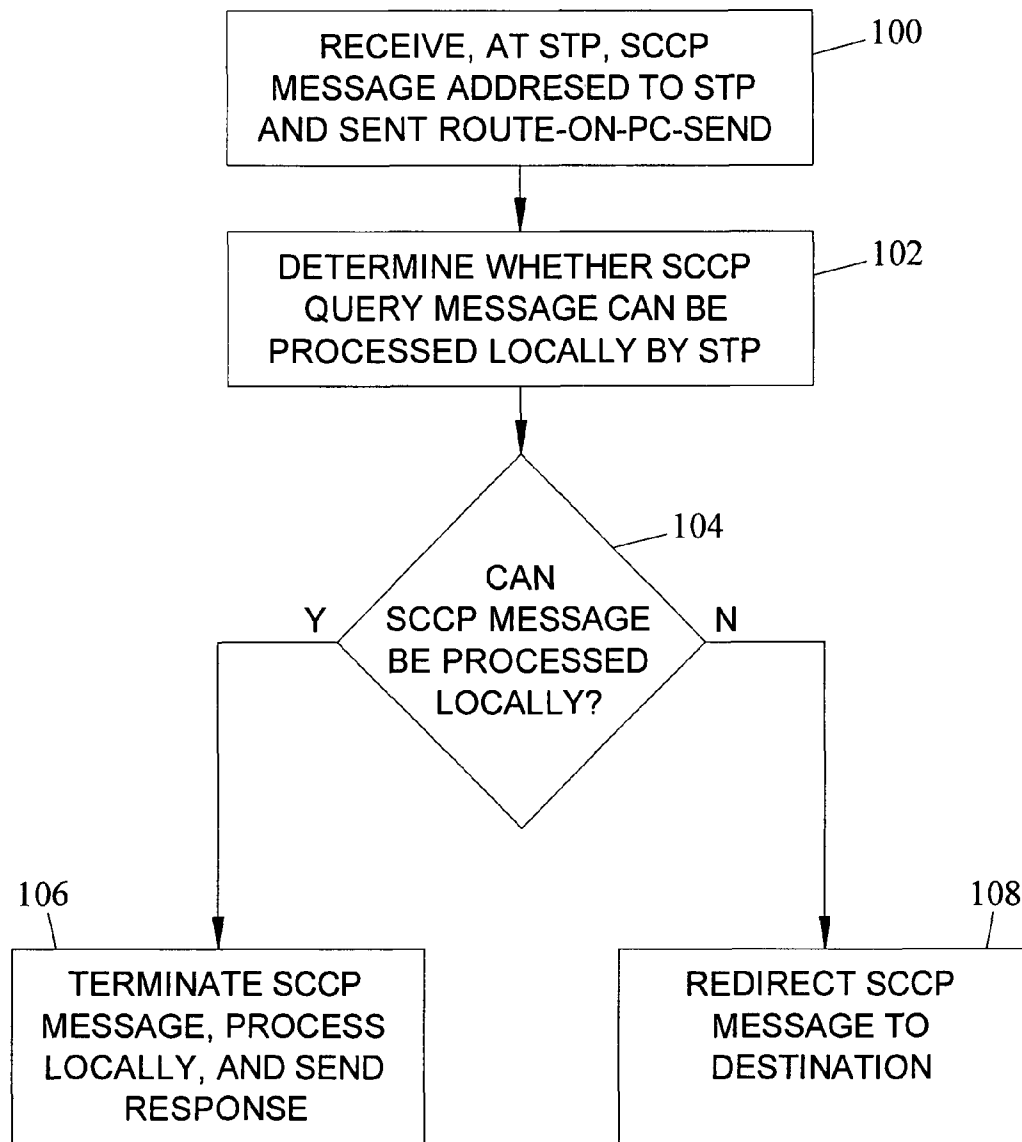 RECEIVE, AT STP, SCCP
MESSAGE ADDRESED TO STP
AND SENT ROUTE-ON-PC-SEND
100
DETERMINE WHETHER SCCP
QUERY MESSAGE CAN BE
PROCESSED LOCALLY BY STP
102
104
CAN
SCCP MESSAGE
BE PROCESSED
LOCALLY?
Y
N
106
TERMINATE SCCP
MESSAGE, PROCESS
LOCALLY, AND SEND
RESPONSE
108
REDIRECT SCCP
MESSAGE TO
DESTINATION